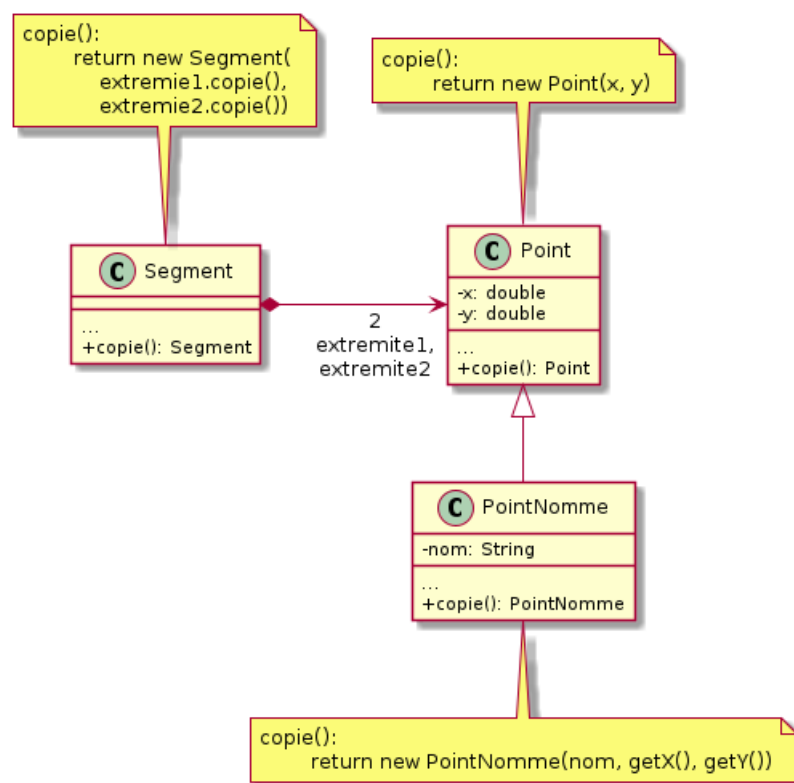 copie():
return new Segment(
extremie1.copie(),
extremie2.copie())
copie():
return new Point(x, y)
C Segment
...
+copie(): Segment
2
extremite1,
extremite2
C Point
-x: double
-y: double
...
+copie(): Point
C PointNomme
-nom: String
...
+copie(): PointNomme
copie():
return new PointNomme(nom, getX(), getY())